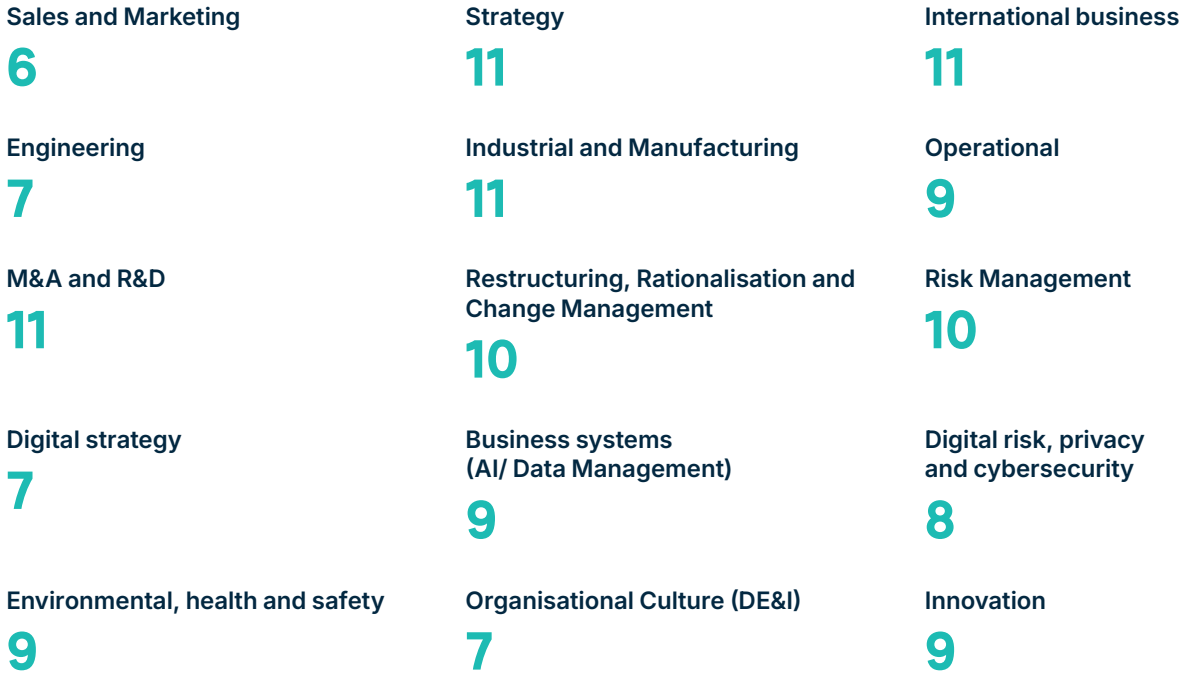 Sales and Marketing
6
Strategy
11
International business
11
Engineering
7
Industrial and Manufacturing
11
Operational
9
M&A and R&D
11
Restructuring, Rationalisation and
Change Management
10
Risk Management
10
Digital strategy
7
Business systems
(AI/ Data Management)
9
Digital risk, privacy
and cybersecurity
8
Environmental, health and safety
9
Organisational Culture (DE&I)
7
Innovation
9